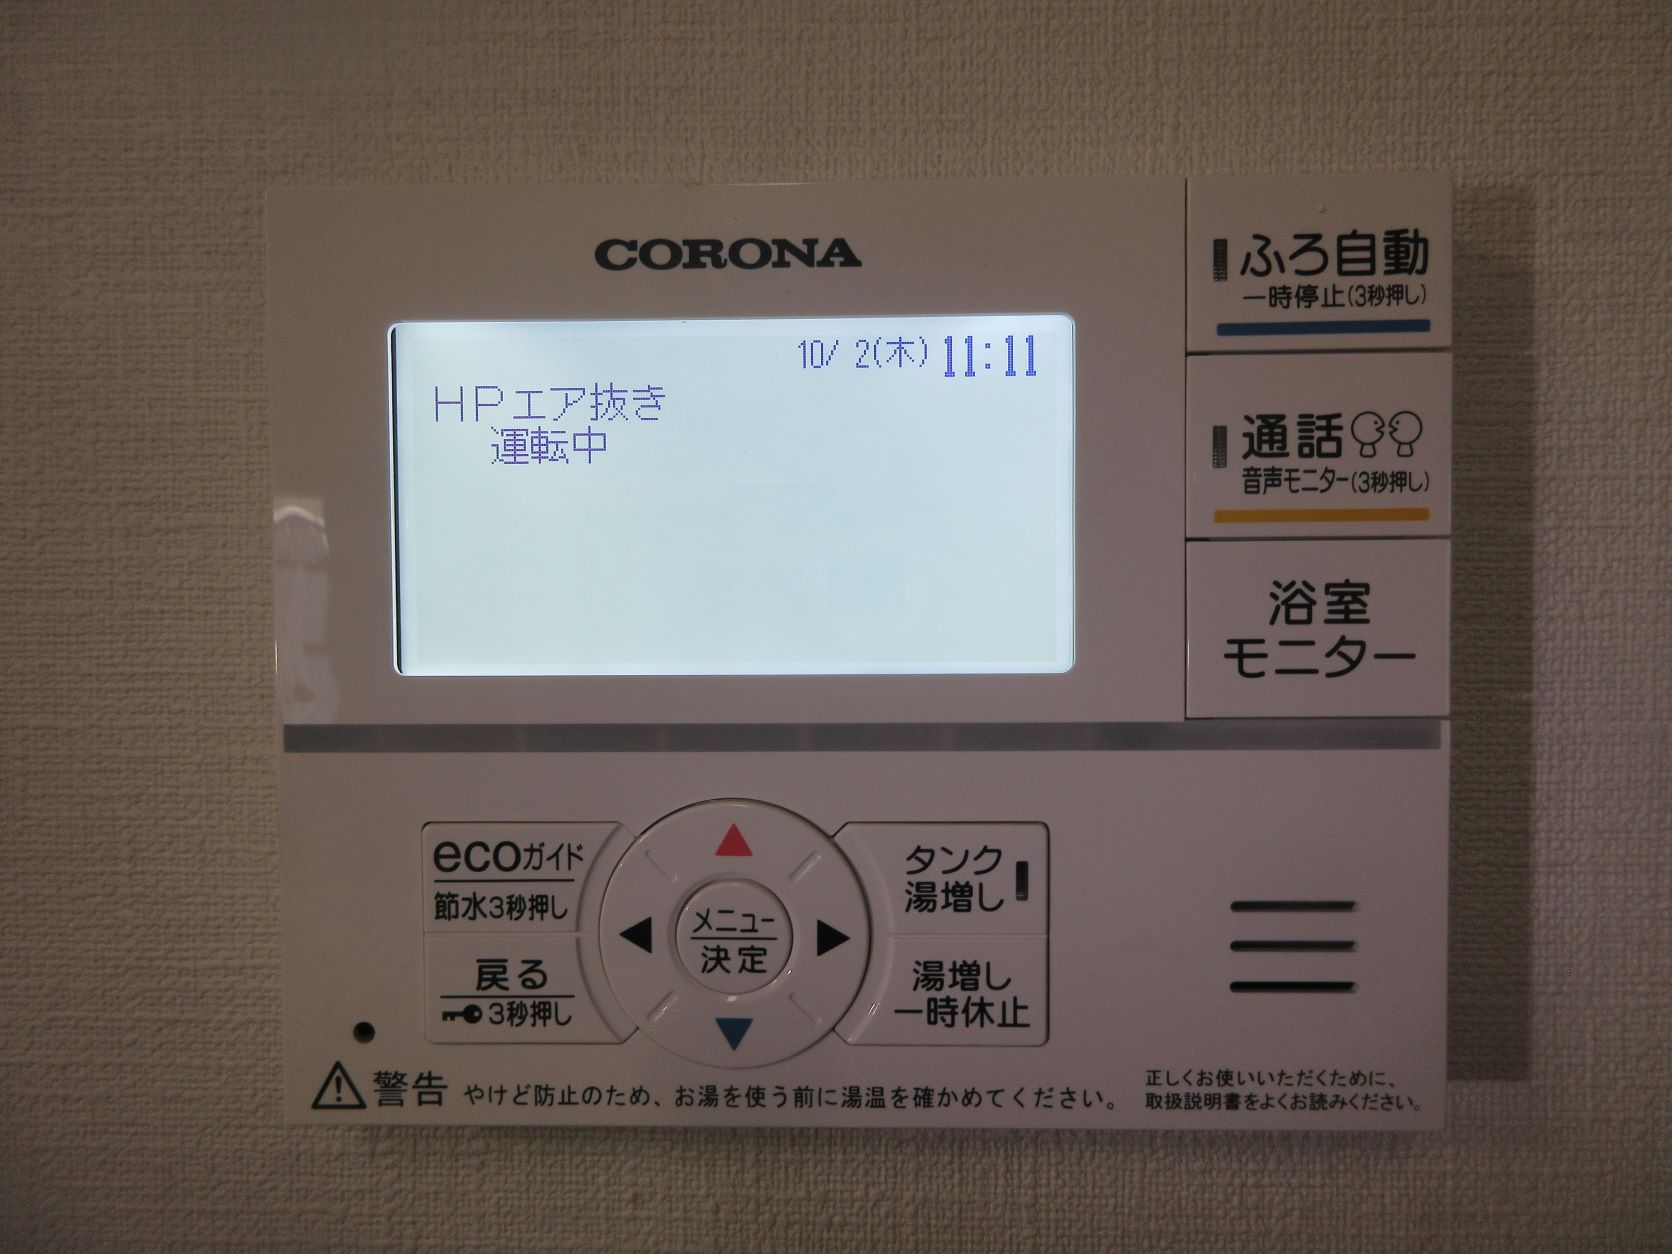 CORONA
10/ 2(木) 11:11
HPエア抜き
運転中
ふろ自動
一時停止(3秒押し)
通話
音声モニター(3秒押し)
浴室
モニター
ecoガイド
節水3秒押し
戻る
3秒押し
メニュー
決定
タンク
湯増し
湯増し
一時休止
警告 やけど防止のため、お湯を使う前に湯温を確かめてください。
正しくお使いいただくために、
取扱説明書をよくお読みください。